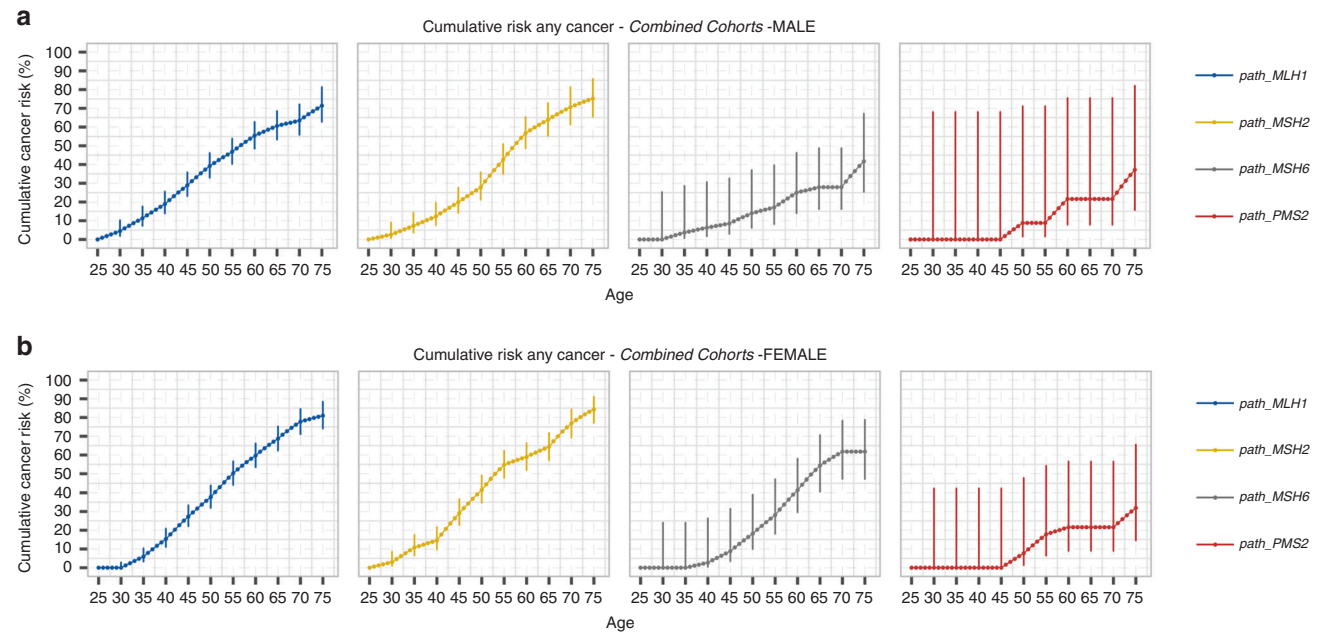 a
Cumulative risk any cancer - Combined Cohorts -MALE
Cumulative cancer risk (%)
100
90
80
70
60
50
40
30
20
10
0
25 30 35 40 45 50 55 60 65 70 75
25 30 35 40 45 50 55 60 65 70 75
25 30 35 40 45 50 55 60 65 70 75
25 30 35 40 45 50 55 60 65 70 75
Age
path_MLH1
path_MSH2
path_MSH6
path_PMS2
b
Cumulative risk any cancer - Combined Cohorts -FEMALE
Cumulative cancer risk (%)
100
90
80
70
60
50
40
30
20
10
0
25 30 35 40 45 50 55 60 65 70 75
25 30 35 40 45 50 55 60 65 70 75
25 30 35 40 45 50 55 60 65 70 75
25 30 35 40 45 50 55 60 65 70 75
Age
path_MLH1
path_MSH2
path_MSH6
path_PMS2